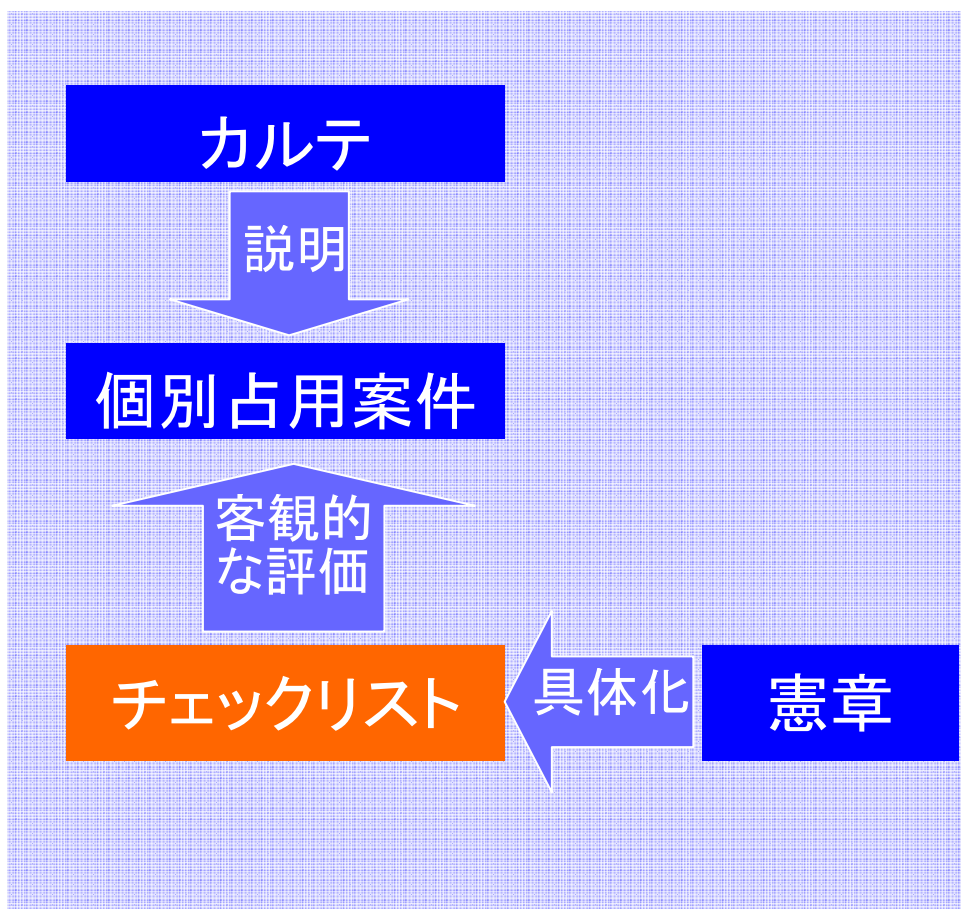 カルテ
説明
個別占用案件
客観的
な評価
チェックリスト
具体化
憲章